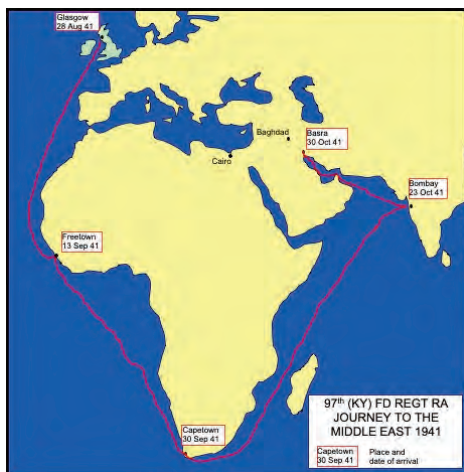 Glasgow
28 Aug 41
Baghdad
Basra
30 Oct 41
Cairo
Bombay
23 Oct 41
Freetown
13 Sep 41
Capetown
30 Sep 41
97th (KY) FD REGT RA
JOURNEY TO THE
MIDDLE EAST 1941
Capetown
30 Sep 41
Place and
date of arrival